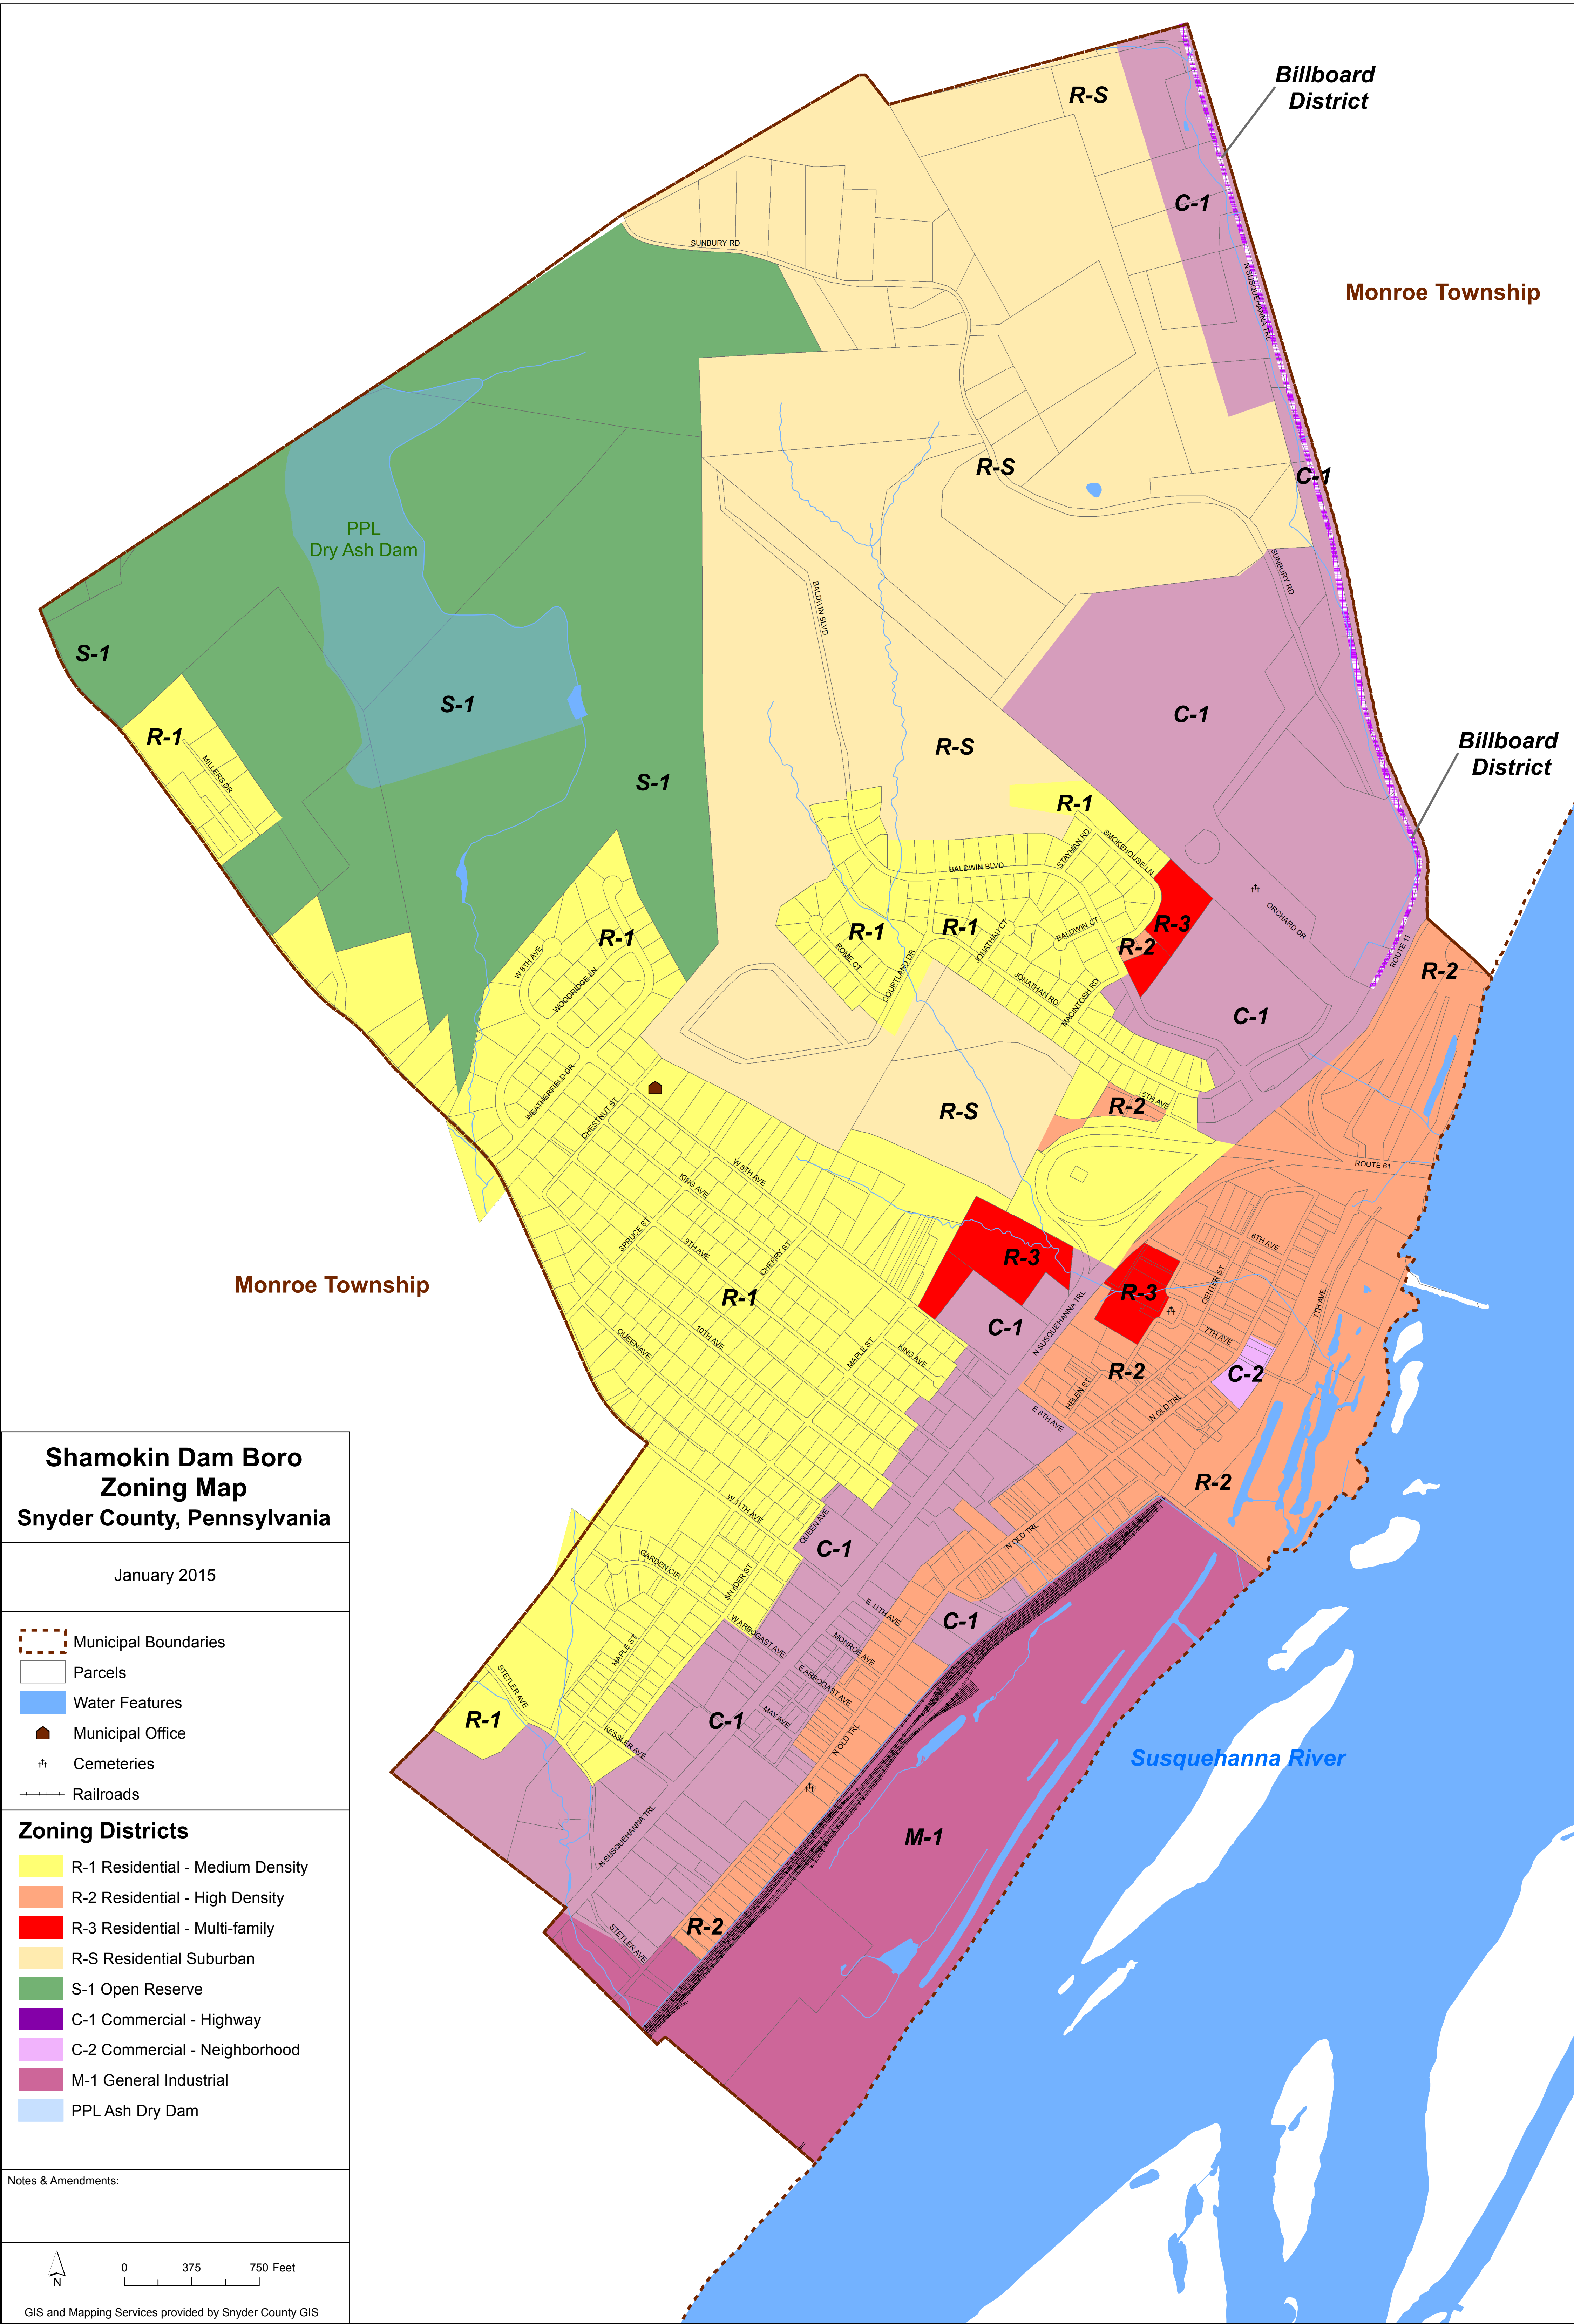 Billboard
District
R-S
C-1
SUNBURY RD
N SUSQUEHANNA TRL
Monroe Township
R-S
C-1
PPL
Dry Ash Dam
SUNBURY RD
BALDWIN BLVD
S-1
S-1
C-1
R-1
MILLERS DR
R-S
Billboard
District
S-1
R-1
STAYMAN RD
SMOKEHOUSE LN
BALDWIN BLVD
ORCHARD DR
R-3
R-1
R-1
R-1
JONATHAN CT
BALDWIN CT
R-2
ROME CT
COURTLAND DR
W 8TH AVE
WOODRIDGE LN
JONATHAN RD
MACINTOSH RD
ROUTE 11
R-2
C-1
WEATHERFIELD DR
CHESTNUT ST
R-S
R-2
5TH AVE
W 8TH AVE
ROUTE 61
KING AVE
SPRUCE ST
9TH AVE
CHERRY ST
6TH AVE
R-3
CENTER ST
R-3
7TH AVE
Monroe Township
R-1
C-1
N SUSQUEHANNA TRL
7TH AVE
QUEEN AVE
10TH AVE
MAPLE ST
KING AVE
R-2
C-2
HELEN ST
N OLD TRL
E 8TH AVE
R-2
W 11TH AVE
QUEEN AVE
C-1
N OLD TRL
GARDEN CIR
SNYDER ST
E 11TH AVE
C-1
W ARBOGAST AVE
MONROE AVE
MAPLE ST
E ARBOGAST AVE
STETLER AVE
R-1
C-1
MAY AVE
KESSLER AVE
N OLD TRL
Susquehanna River
N SUSQUEHANNA TRL
M-1
R-2
STETLER AVE
Shamokin Dam Boro
Zoning Map
Snyder County, Pennsylvania
January 2015
Municipal Boundaries
Parcels
Water Features
Municipal Office
Cemeteries
Railroads
Zoning Districts
R-1 Residential - Medium Density
R-2 Residential - High Density
R-3 Residential - Multi-family
R-S Residential Suburban
S-1 Open Reserve
C-1 Commercial - Highway
C-2 Commercial - Neighborhood
M-1 General Industrial
PPL Ash Dry Dam
Notes & Amendments:
N
0 375 750 Feet
GIS and Mapping Services provided by Snyder County GIS